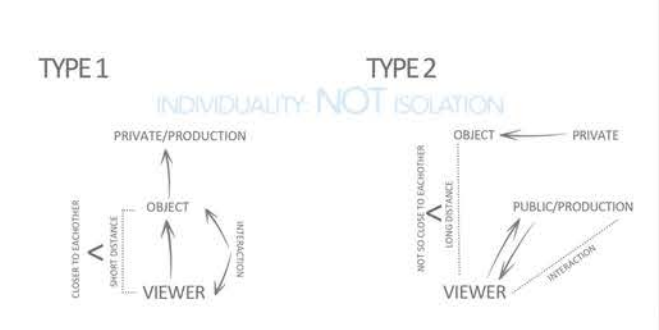 TYPE 1
TYPE 2
INDIVIDUALITY NOT ISOLATION
PRIVATE/PRODUCTION
OBJECT
VIEWER
CLOSER TO EACHOTHER
<
SHORT DISTANCE
INTERACTION
OBJECT
PRIVATE
PUBLIC/PRODUCTION
VIEWER
NOT SO CLOSE TO EACHOTHER
<
LONG DISTANCE
INTERACTION